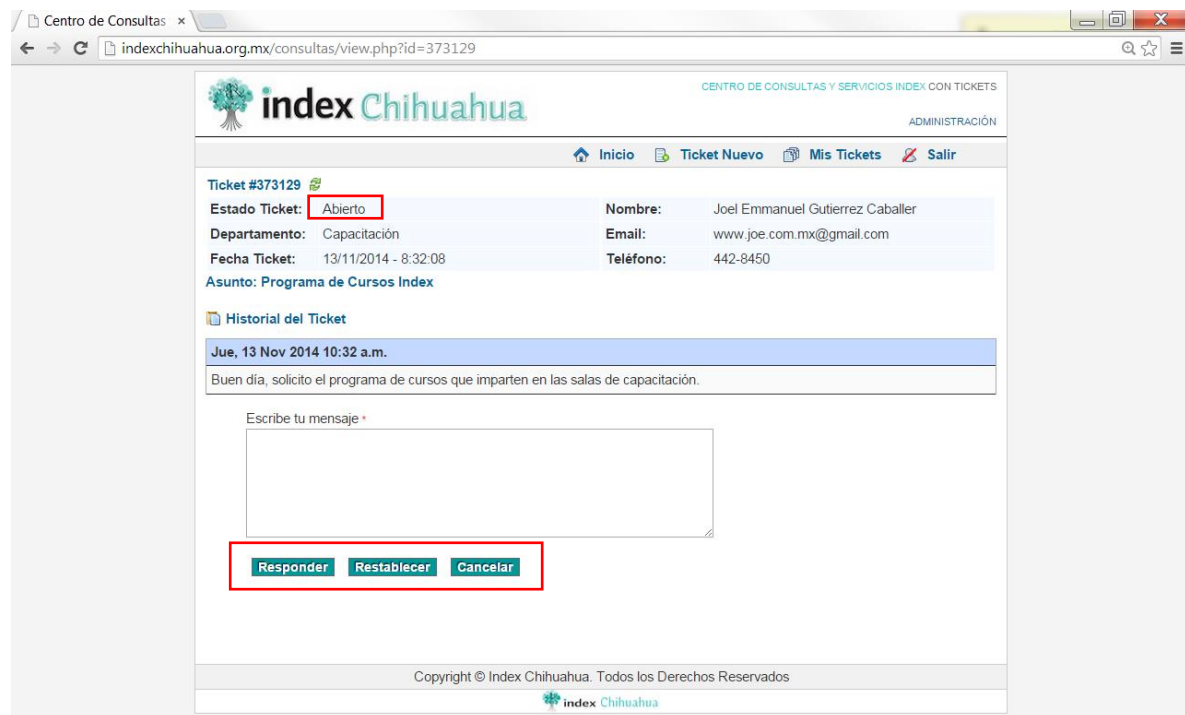 Centro de Consultas
indexchihuahua.org.mx/consultas/view.php?id=373129
index Chihuahua
CENTRO DE CONSULTAS Y SERVICIOS INDEX CON TICKETS
ADMINISTRACIÓN
Inicio Ticket Nuevo Mis Tickets Salir
Ticket #373129
Estado Ticket: Abierto Nombre: Joel Emmanuel Gutierrez Caballer
Departamento: Capacitación Email: www.joe.com.mx@gmail.com
Fecha Ticket: 13/11/2014 - 8:32:08 Teléfono: 442-8450
Asunto: Programa de Cursos Index
Historial del Ticket
Jue, 13 Nov 2014 10:32 a.m.
Buen día, solicito el programa de cursos que imparten en las salas de capacitación.
Escribe tu mensaje *
Responder Restablecer Cancelar
Copyright © Index Chihuahua. Todos los Derechos Reservados
index Chihuahua